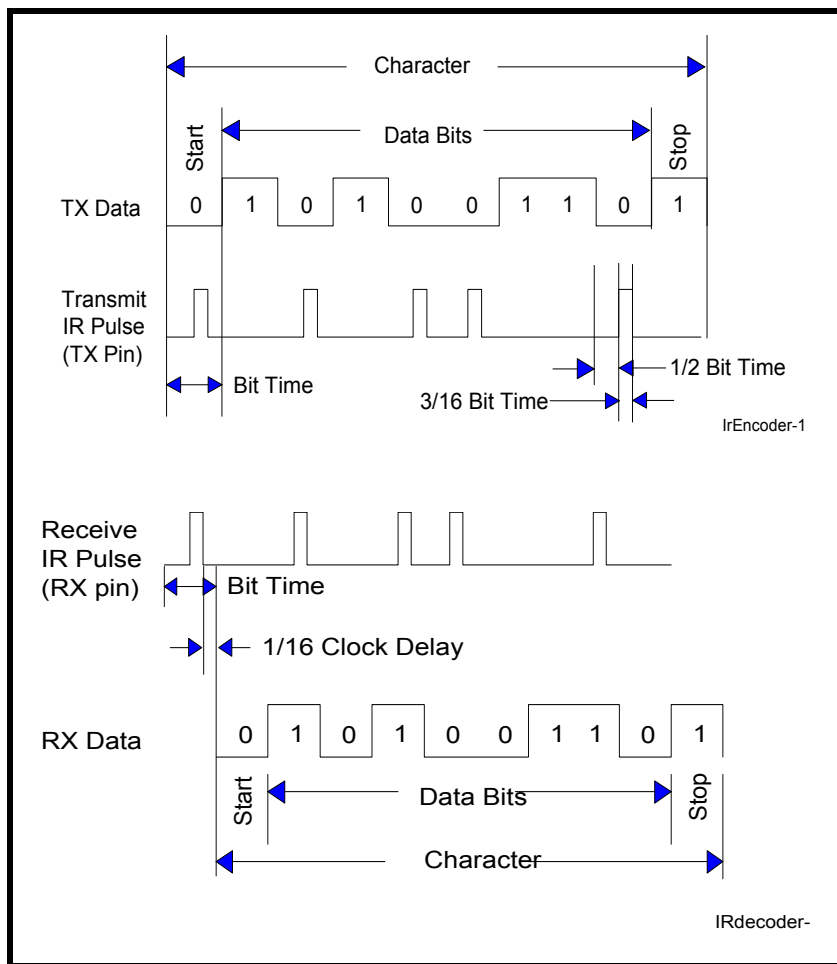 Character
Start
Data Bits
Stop
TX Data
0 1 0 1 0 0 1 1 0 1
Transmit
IR Pulse
(TX Pin)
Bit Time
1/2 Bit Time
3/16 Bit Time
IrEncoder-1
Receive
IR Pulse
(RX pin)
Bit Time
1/16 Clock Delay
RX Data
0 1 0 1 0 0 1 1 0 1
Start
Data Bits
Stop
Character
IRdecoder-